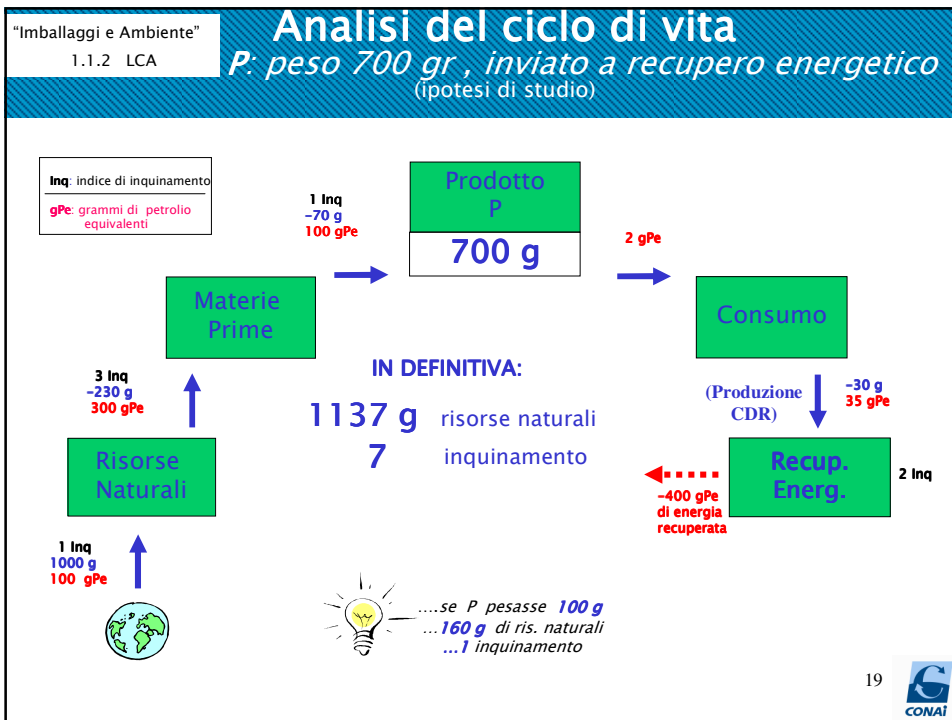 “Imballaggi e Ambiente”
1.1.2 LCA
Analisi del ciclo di vita
P: peso 700 gr , inviato a recupero energetico
(ipotesi di studio)
Inq: indice di inquinamento
gPe: grammi di petrolio
equivalenti
1 Inq
-70 g
100 gPe
Prodotto
P
700 g
2 gPe
Materie
Prime
Consumo
3 Inq
-230 g
300 gPe
IN DEFINITIVA:
1137 g risorse naturali
7 inquinamento
(Produzione
CDR)
-30 g
35 gPe
Risorse
Naturali
Recup.
Energ.
2 Inq
-400 gPe
di energia
recuperata
1 Inq
1000 g
100 gPe
....se P pesasse 100 g
...160 g di ris. naturali
...1 inquinamento
19
CONAI